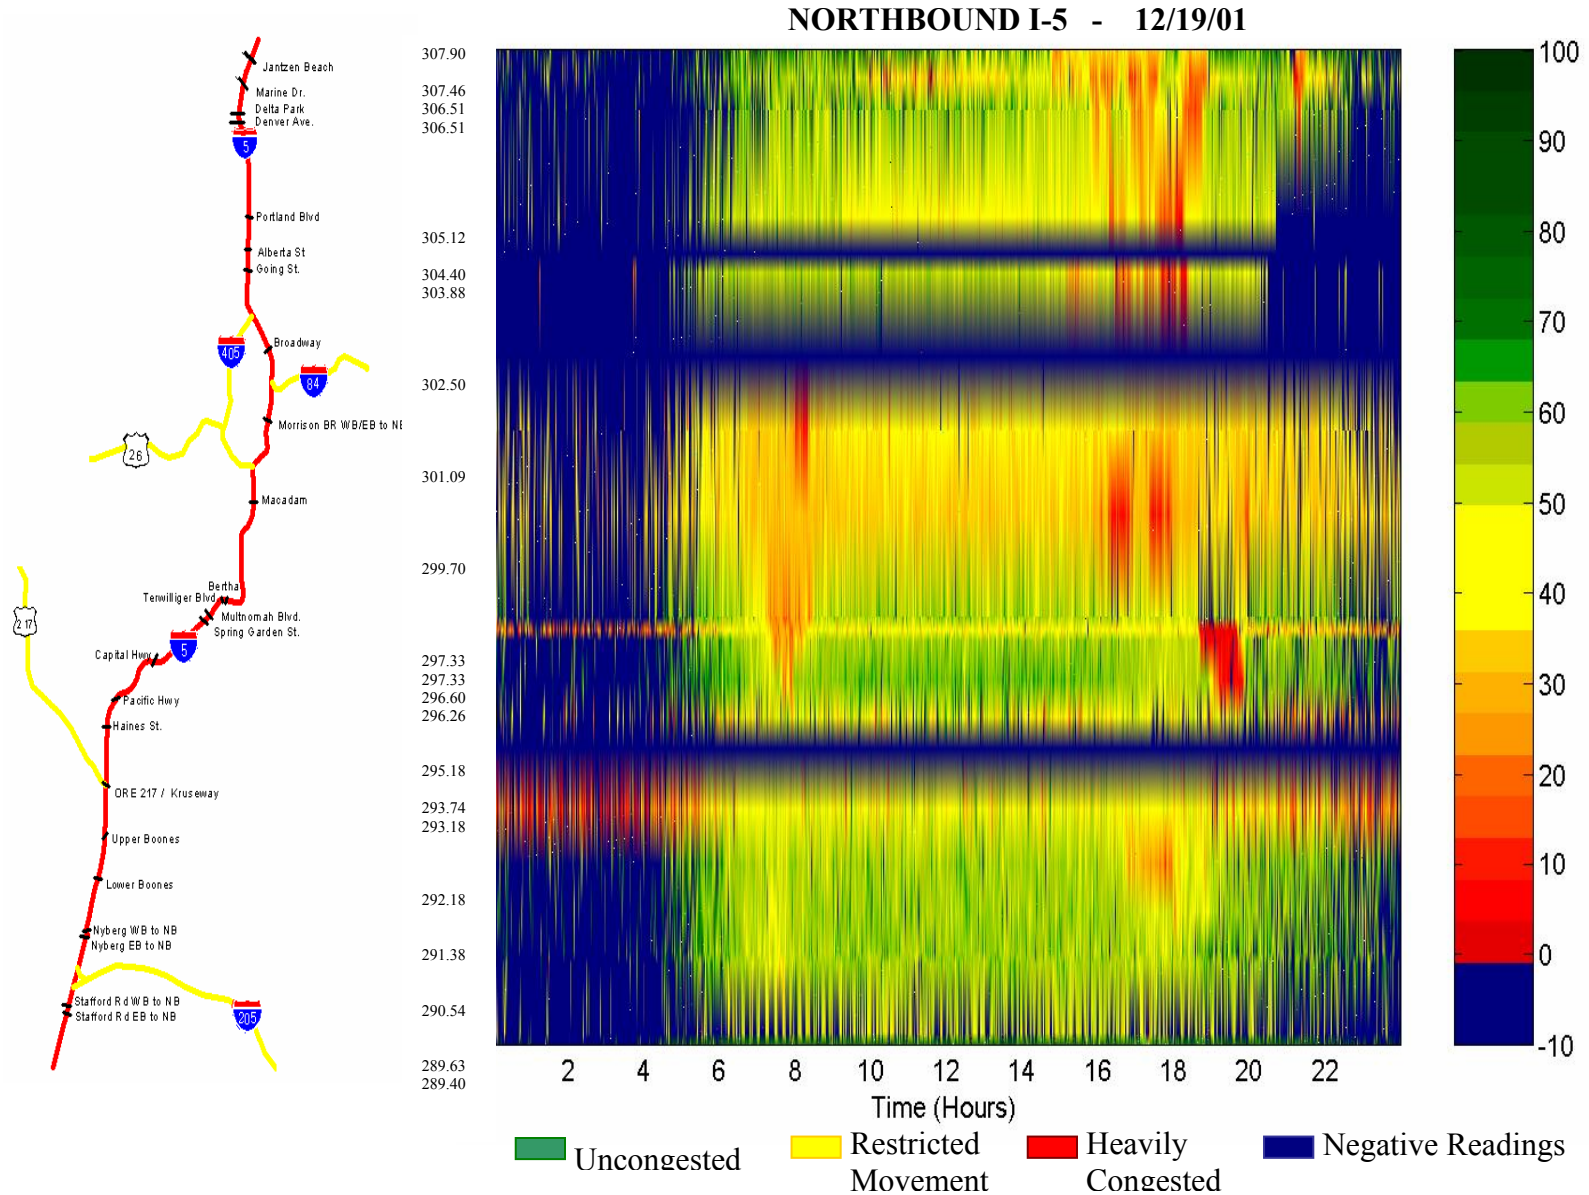 NORTHBOUND I-5 - 12/19/01
Jantzen Beach
Marine Dr.
Delta Park
Denver Ave.
5
Portland Blvd
Alberta St
Going St.
405
Broadway
84
26
Morrison BR WB/EB to NE
Macadam
Bertha
Terwilliger Blvd
217
Multnomah Blvd.
Spring Garden St.
5
Capital Hwy
Pacific Hwy
Haines St.
ORE 217 / Kruseway
Upper Boones
Lower Boones
Nyberg WB to NB
Nyberg EB to NB
Stafford Rd WB to NB
Stafford Rd EB to NB
205
307.90
307.46
306.51
306.51
305.12
304.40
303.88
302.50
301.09
299.70
297.33
297.33
296.60
296.26
295.18
293.74
293.18
292.18
291.38
290.54
289.63
289.40
2 4 6 8 10 12 14 16 18 20 22
Time (Hours)
100
90
80
70
60
50
40
30
20
10
0
-10
Uncongested
Restricted
Movement
Heavily
Congested
Negative Readings